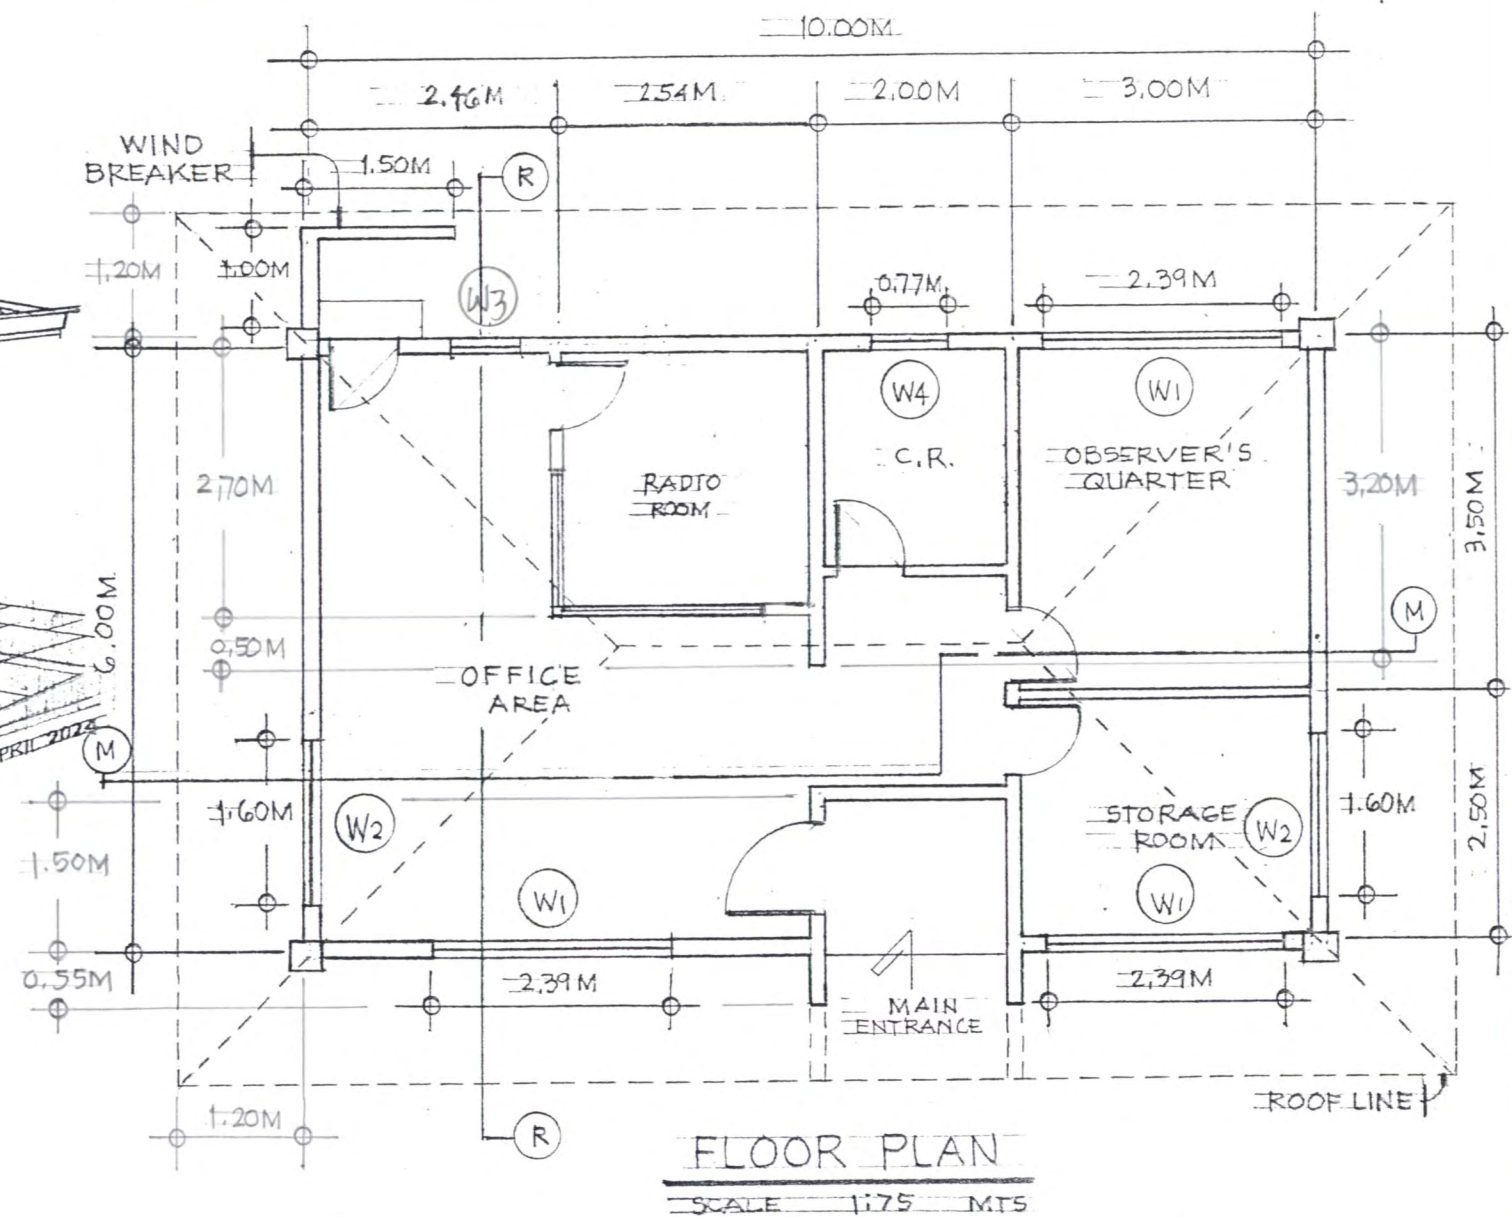 10.00M
2.46M
2.54M
2.00M
3.00M
WIND
BREAKER
1.50M
R
1.20M
1.00M
W3
0.77M
2.39M
W4
W1
C.R.
OBSERVER'S
QUARTER
RADIO
ROOM
2.70M
3.20M
3.50M
6.00M
0.50M
M
OFFICE
AREA
2024
M
1.60M
W2
STORAGE
ROOM
W2
1.60M
2.50M
1.50M
W1
W1
0.55M
2.39M
MAIN
ENTRANCE
2.39M
ROOF LINE
1.20M
R
FLOOR PLAN
SCALE 1:75 MTS